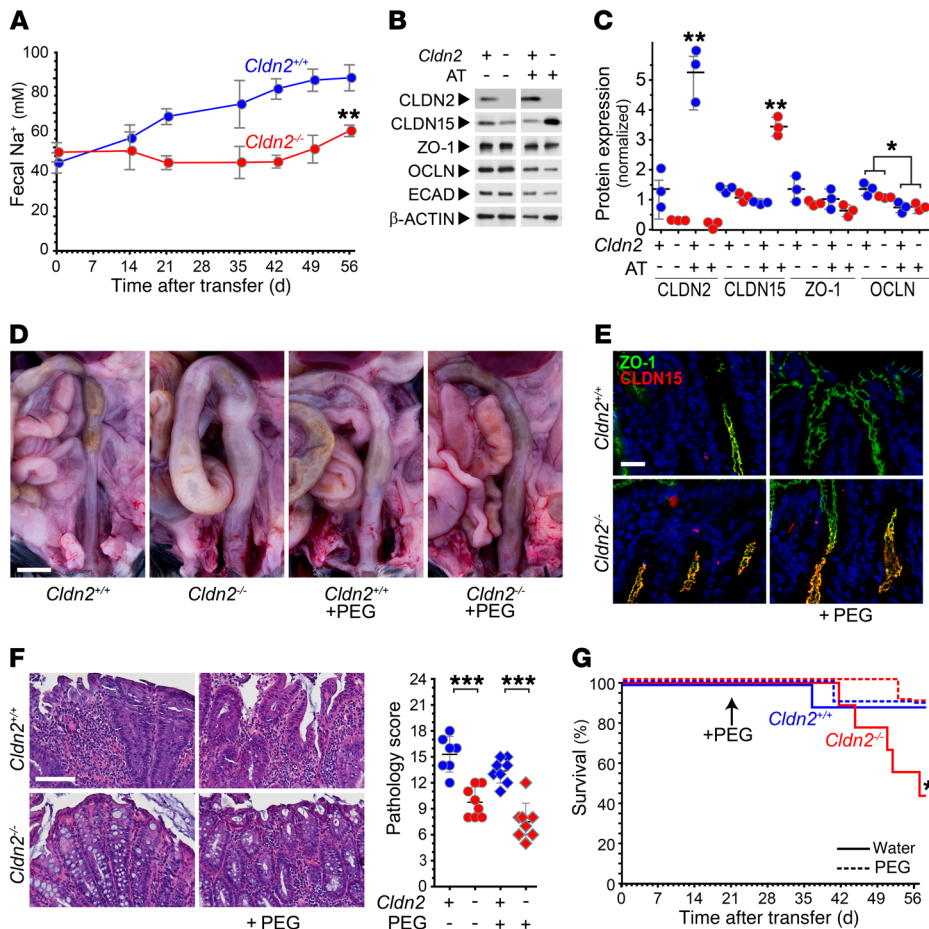 A
Fecal Na⁺ (mM)
100
80
60
40
20
0
Cldn2⁺/⁺
Cldn2⁻/⁻
**
0 7 14 21 28 35 42 49 56
Time after transfer (d)
B
Cldn2 + - + -
AT - - + +
CLDN2
CLDN15
ZO-1
OCLN
ECAD
β-ACTIN
C
Protein expression
(normalized)
5
4
3
2
1
0
**
**
*
Cldn2 + - + - + - + - + - + - + - + -
AT - - + + - - + + - - + + - - + +
CLDN2 CLDN15 ZO-1 OCLN
D
Cldn2⁺/⁺
Cldn2⁻/⁻
Cldn2⁺/⁺
+PEG
Cldn2⁻/⁻
+PEG
E
ZO-1
CLDN15
Cldn2⁺/⁺
Cldn2⁻/⁻
+ PEG
F
Cldn2⁺/⁺
Cldn2⁻/⁻
+ PEG
Pathology score
24
21
18
15
12
9
6
3
0
***
***
Cldn2 + - + -
PEG - - + +
G
Survival (%)
100
80
60
40
20
0
+PEG
Cldn2⁺/⁺
Cldn2⁻/⁻
*
Water
PEG
0 7 14 21 28 35 42 49 56
Time after transfer (d)